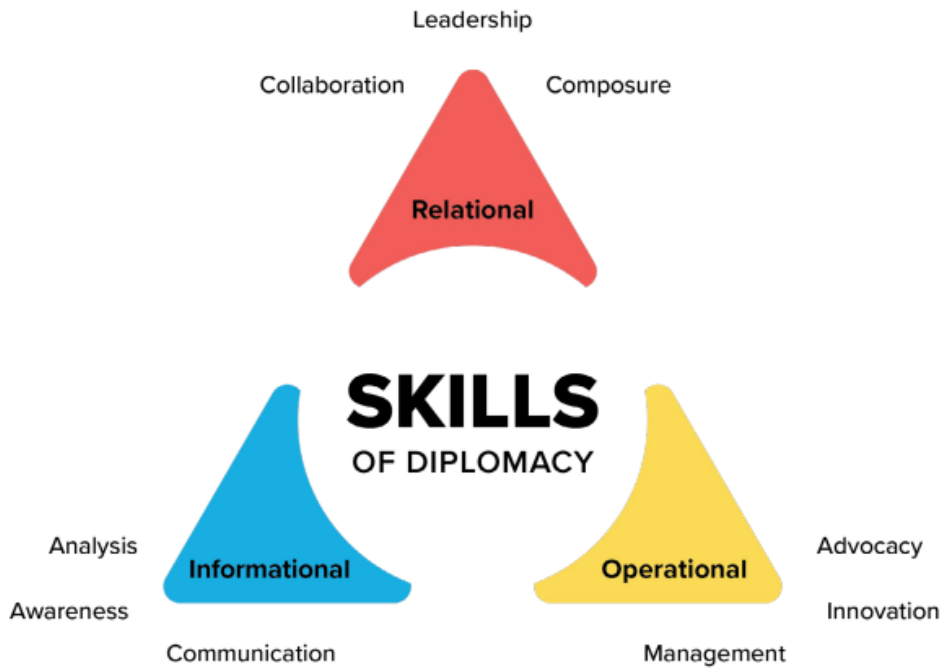 Leadership
Collaboration
Composure
Relational
SKILLS
OF DIPLOMACY
Analysis
Informational
Awareness
Communication
Operational
Advocacy
Innovation
Management